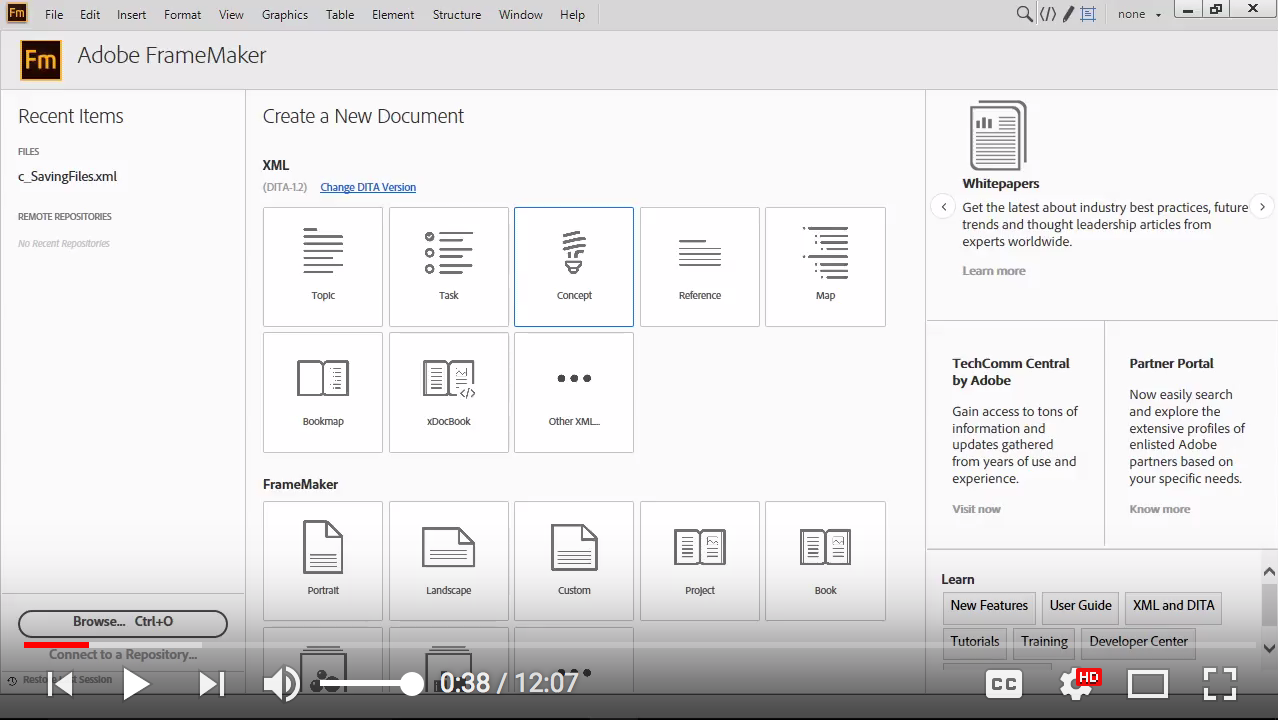 Fm File Edit Insert Format View Graphics Table Element Structure Window Help none
Fm Adobe FrameMaker
Recent Items
FILES
c_SavingFiles.xml
REMOTE REPOSITORIES
No Recent Repositories
Browse... Ctrl+O
Connect to a Repository...
Create a New Document
XML
(DITA-1.2) Change DITA Version
Topic Task Concept Reference Map
Bookmap xDocBook Other XML...
FrameMaker
Portrait Landscape Custom Project Book
Whitepapers
Get the latest about industry best practices, future
trends and thought leadership articles from
experts worldwide.
Learn more
TechComm Central
by Adobe
Gain access to tons of
information and
updates gathered
from years of use and
experience.
Visit now
Partner Portal
Now easily search
and explore the
extensive profiles of
enlisted Adobe
partners based on
your specific needs.
Know more
Learn
New Features User Guide XML and DITA
Tutorials Training Developer Center
0:38 / 12:07 CC HD